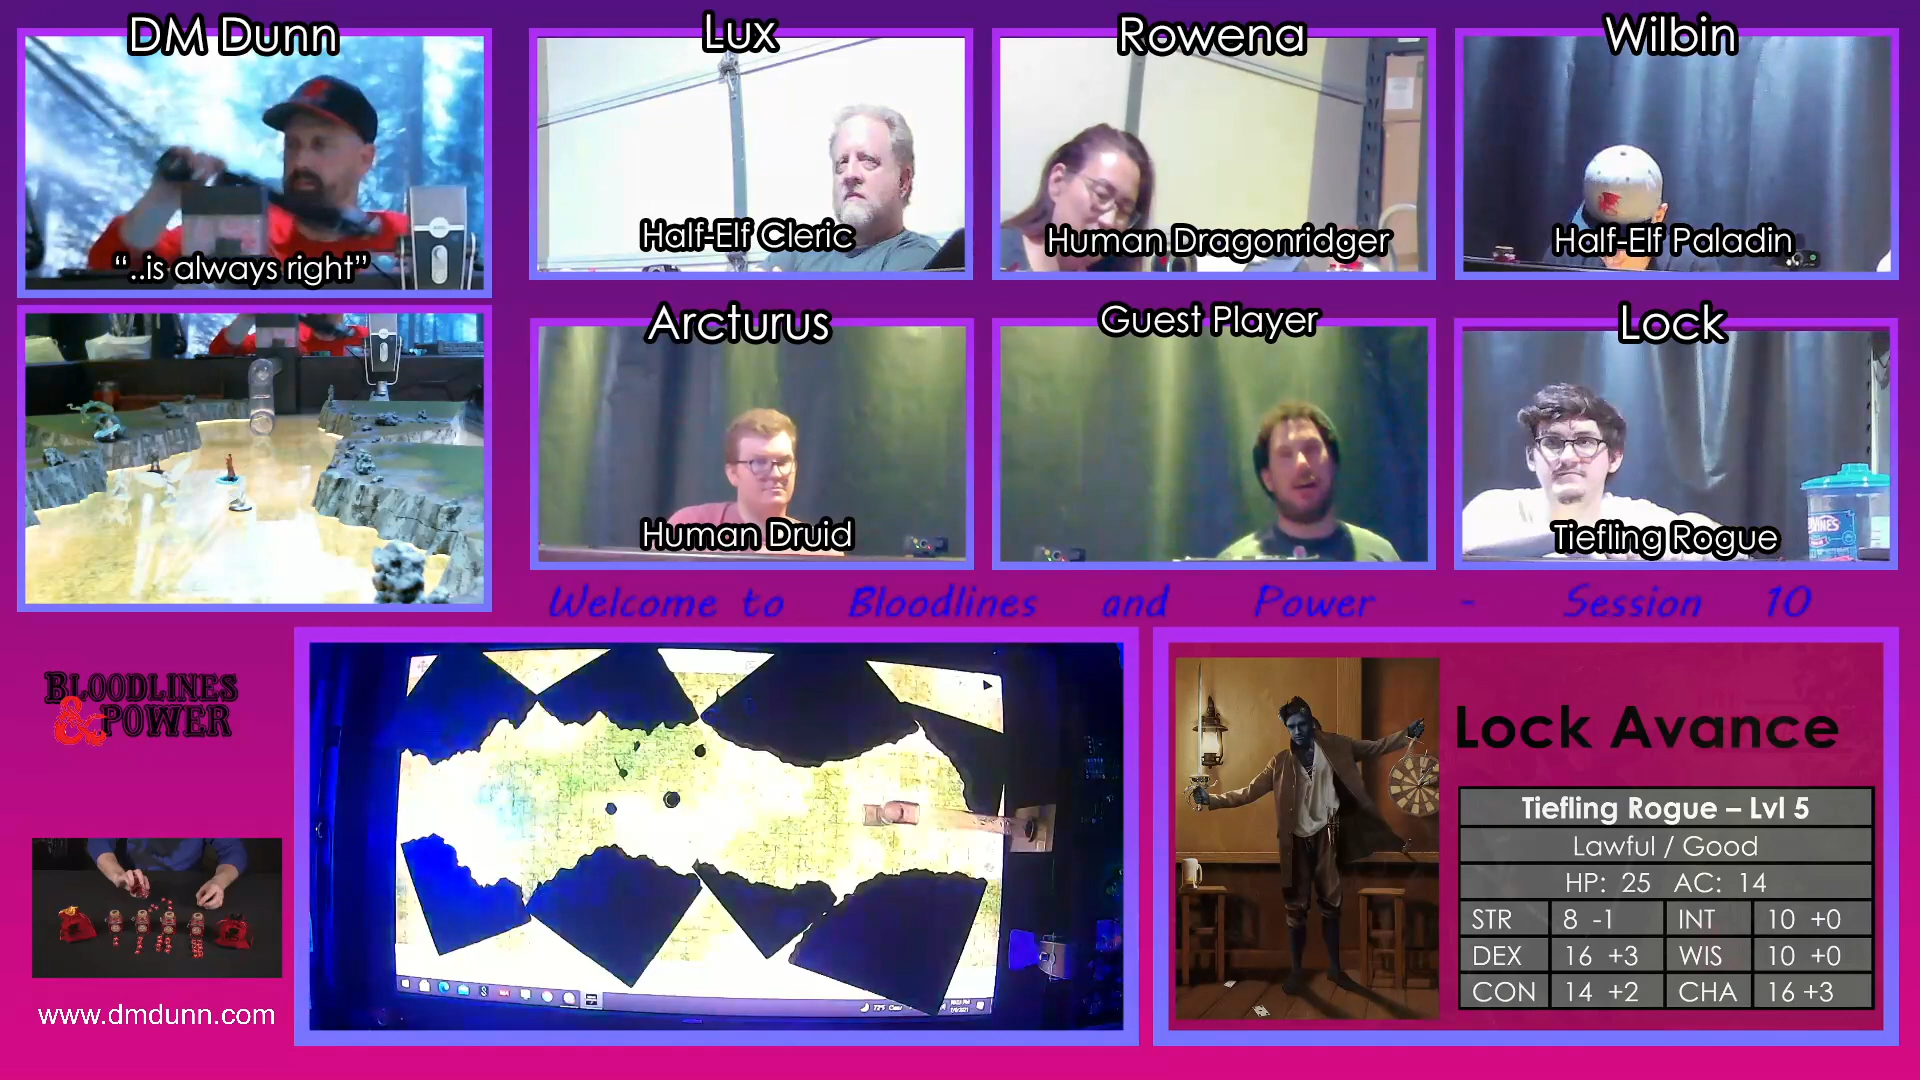 DM Dunn
Lux
Rowena
Wilbin
“..is always right”
Half-Elf Cleric
Human Dragonridger
Half-Elf Paladin
Arcturus
Guest Player
Lock
Human Druid
Tiefling Rogue
Welcome to Bloodlines and Power - Session 10
BLOODLINES
& POWER
Lock Avance
Tiefling Rogue – Lvl 5
Lawful / Good
HP: 25 AC: 14
STR 8 -1 INT 10 +0
DEX 16 +3 WIS 10 +0
CON 14 +2 CHA 16 +3
www.dmdunn.com